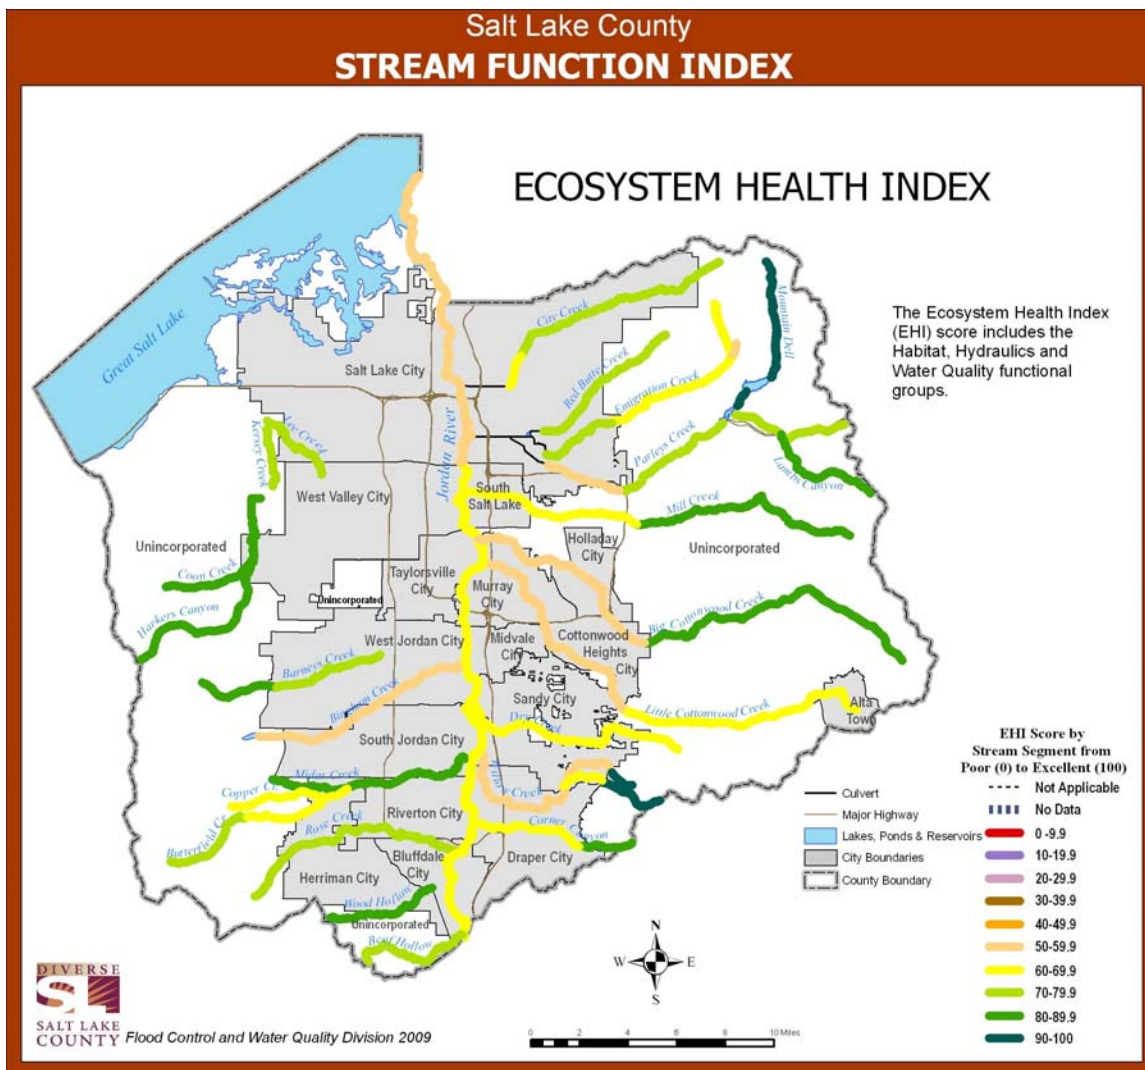 Salt Lake County
STREAM FUNCTION INDEX
ECOSYSTEM HEALTH INDEX
The Ecosystem Health Index
(EHI) score includes the
Habitat, Hydraulics and
Water Quality functional
groups.
Great Salt Lake
Salt Lake City
City Creek
Mountain Dell
Red Butte Creek
Emigration Creek
Jordan River
Parleys Creek
Lambs Canyon
Kersey Creek
Lee Creek
West Valley City
South
Salt Lake
Mill Creek
Unincorporated
Holladay
City
Unincorporated
Coon Creek
Taylorsville
City
Murray
City
Unincorporated
Harkers Canyon
Big Cottonwood Creek
West Jordan City
Midvale
City
Cottonwood
Heights
City
Barneys Creek
Bingham Creek
Sandy City
Little Cottonwood Creek
Alta
Town
Dry Creek
South Jordan City
Midas Creek
Copper Cr.
Willow Creek
Riverton City
Rose Creek
Butterfield Cr.
Corner Canyon
Bluffdale
City
Draper City
Herriman City
Wood Hollow
Unincorporated
Beef Hollow
Culvert
Major Highway
Lakes, Ponds & Reservoirs
City Boundaries
County Boundary
EHI Score by
Stream Segment from
Poor (0) to Excellent (100)
Not Applicable
No Data
0 -9.9
10-19.9
20-29.9
30-39.9
40-49.9
50-59.9
60-69.9
70-79.9
80-89.9
90-100
N
W E
S
0 2 4 6 8 10 Miles
DIVERSE
SL
SALT LAKE
COUNTY
Flood Control and Water Quality Division 2009